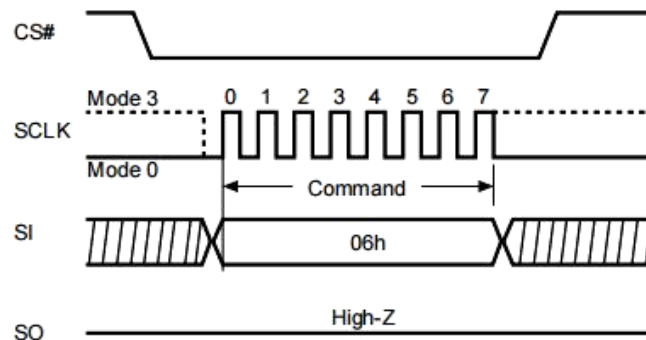 CS#
Mode 3 0 1 2 3 4 5 6 7
SCLK
Mode 0
Command
SI
06h
High-Z
SO